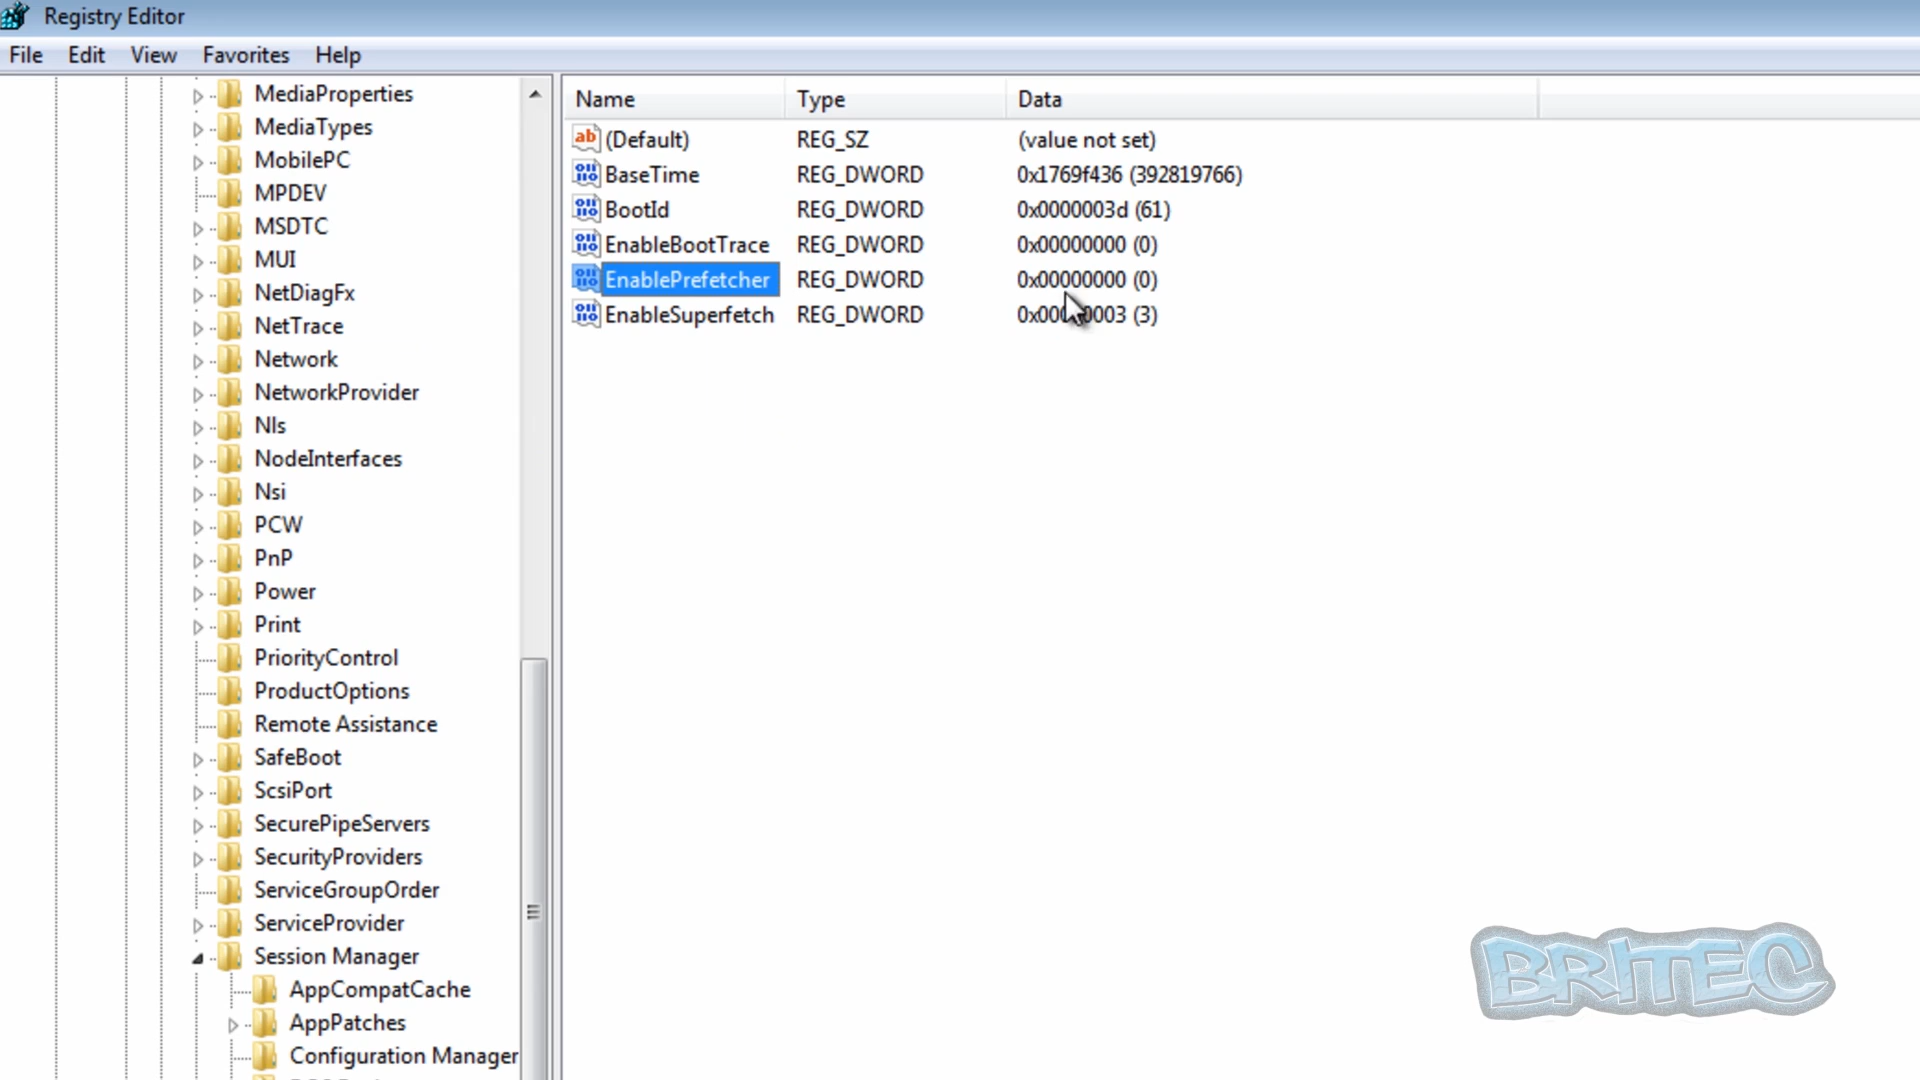 Registry Editor
File Edit View Favorites Help
MediaProperties
MediaTypes
MobilePC
MPDEV
MSDTC
MUI
NetDiagFx
NetTrace
Network
NetworkProvider
Nls
NodeInterfaces
Nsi
PCW
PnP
Power
Print
PriorityControl
ProductOptions
Remote Assistance
SafeBoot
ScsiPort
SecurePipeServers
SecurityProviders
ServiceGroupOrder
ServiceProvider
Session Manager
AppCompatCache
AppPatches
Configuration Manager
Name Type Data
(Default) REG_SZ (value not set)
BaseTime REG_DWORD 0x1769f436 (392819766)
BootId REG_DWORD 0x0000003d (61)
EnableBootTrace REG_DWORD 0x00000000 (0)
EnablePrefetcher REG_DWORD 0x00000000 (0)
EnableSuperfetch REG_DWORD 0x00000003 (3)
BRITEC